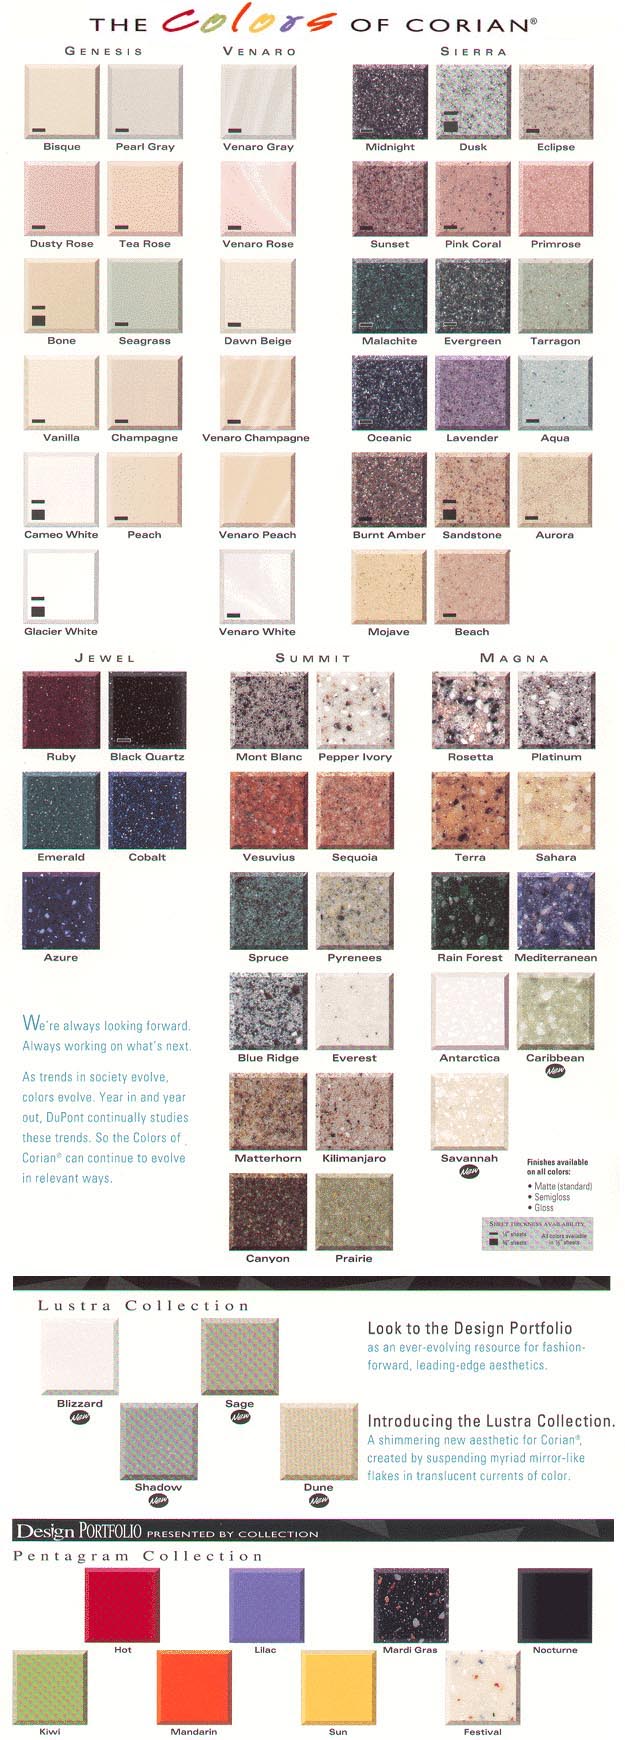 THE Colors OF CORIAN®
GENESIS VENARO SIERRA
Bisque Pearl Gray Venaro Gray Midnight Dusk Eclipse
Dusty Rose Tea Rose Venaro Rose Sunset Pink Coral Primrose
Bone Seagrass Dawn Beige Malachite Evergreen Tarragon
Vanilla Champagne Venaro Champagne Oceanic Lavender Aqua
Cameo White Peach Venaro Peach Burnt Amber Sandstone Aurora
Glacier White Venaro White Mojave Beach
JEWEL SUMMIT MAGNA
Ruby Black Quartz Mont Blanc Pepper Ivory Rosetta Platinum
Emerald Cobalt Vesuvius Sequoia Terra Sahara
Azure Spruce Pyrenees Rain Forest Mediterranean
Blue Ridge Everest Antarctica Caribbean
New
Matterhorn Kilimanjaro Savannah
New
Canyon Prairie
We're always looking forward.
Always working on what's next.
As trends in society evolve,
colors evolve. Year in and year
out, DuPont continually studies
these trends. So the Colors of
Corian® can continue to evolve
in relevant ways.
Finishes available
on all colors:
• Matte (standard)
• Semigloss
• Gloss
SHEET THICKNESS AVAILABILITY
sheets All colors available
sheets in ½" sheets
Lustra Collection
Blizzard Sage
New New
Shadow Dune
New New
Look to the Design Portfolio
as an ever-evolving resource for fashion-
forward, leading-edge aesthetics.
Introducing the Lustra Collection.
A shimmering new aesthetic for Corian®,
created by suspending myriad mirror-like
flakes in translucent currents of color.
Design PORTFOLIO PRESENTED BY COLLECTION
Pentagram Collection
Hot Lilac Mardi Gras Nocturne
Kiwi Mandarin Sun Festival